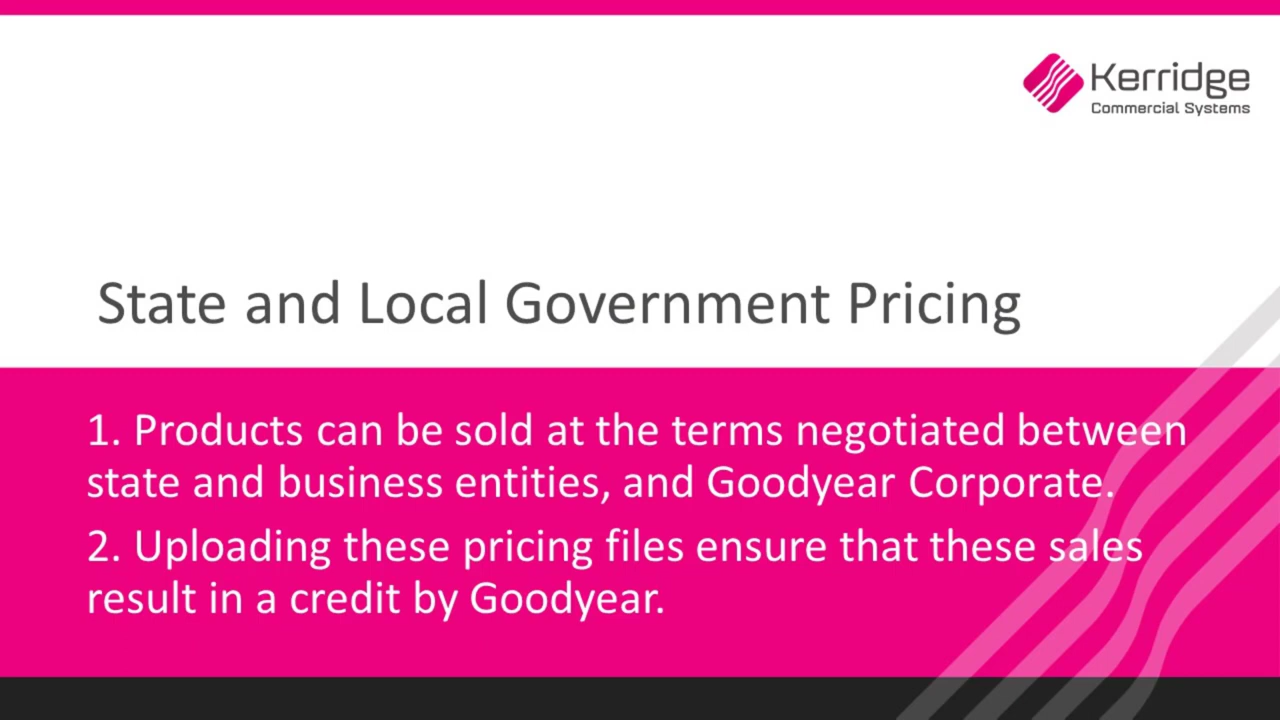 Kerridge
Commercial Systems
State and Local Government Pricing
1. Products can be sold at the terms negotiated between
state and business entities, and Goodyear Corporate.
2. Uploading these pricing files ensure that these sales
result in a credit by Goodyear.